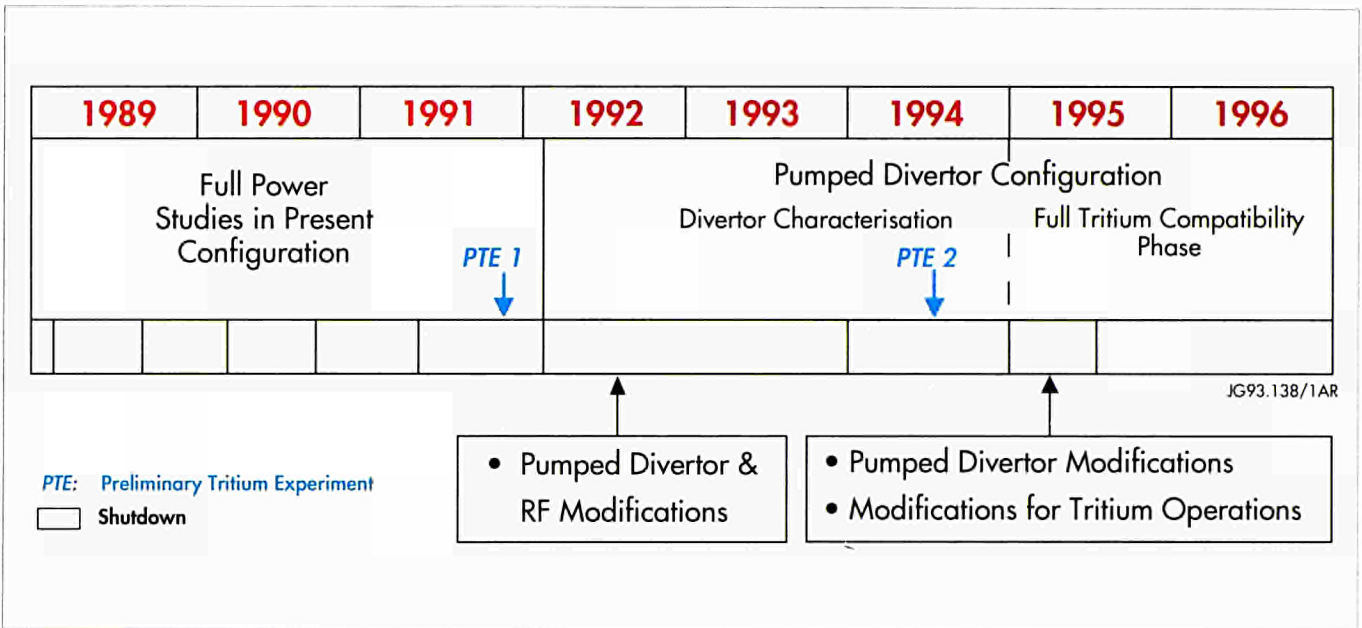 1989 1990 1991 1992 1993 1994 1995 1996
Full Power
Studies in Present
Configuration
PTE 1
Pumped Divertor Configuration
Divertor Characterisation
Full Tritium Compatibility
Phase
PTE 2
JG93.138/1AR
• Pumped Divertor &
RF Modifications
• Pumped Divertor Modifications
• Modifications for Tritium Operations
PTE: Preliminary Tritium Experiment
Shutdown